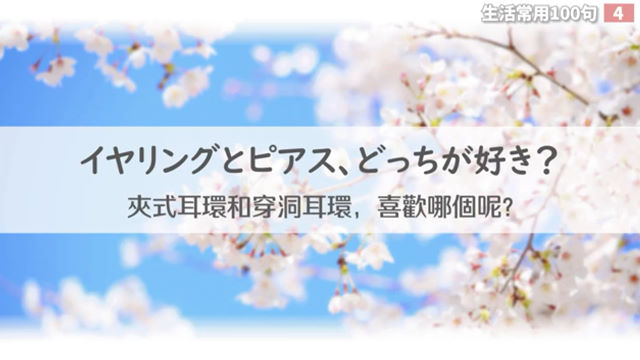 生活常用100句 4
イヤリングとピアス、どっちが好き?
夾式耳環和穿洞耳環，喜歡哪個呢?